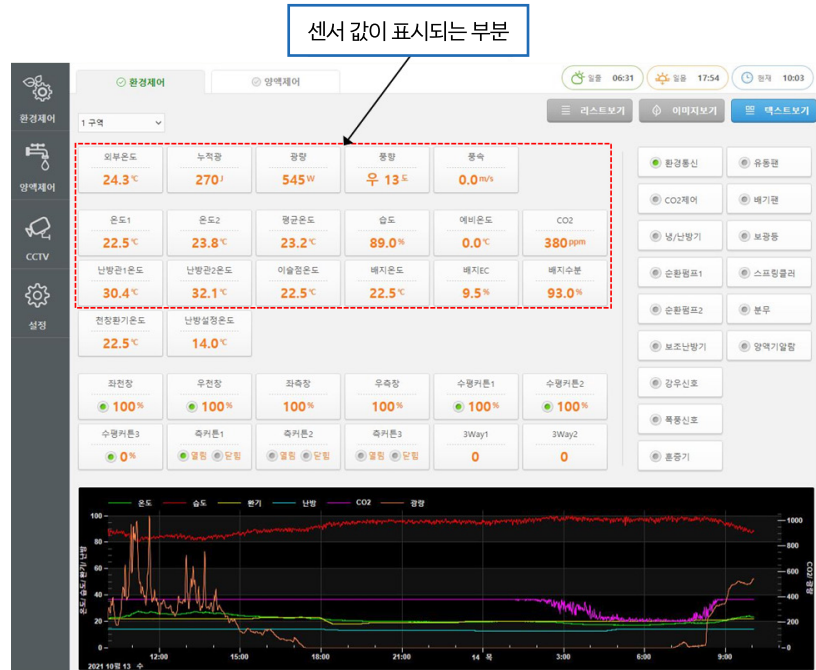 센서 값이 표시되는 부분
환경제어 양액제어 일출 06:31 일몰 17:54 현재 10:03
환경제어
양액제어
CCTV
설정
1 구역
리스트보기 이미지보기 텍스트보기
외부온도 누적광 광량 풍향 풍속
24.3℃ 270J 545W 우 13도 0.0m/s
온도1 온도2 평균온도 습도 예비온도 CO2
22.5℃ 23.8℃ 23.2℃ 89.0% 0.0℃ 380ppm
난방관1온도 난방관2온도 이슬점온도 배지온도 배지EC 배지수분
30.4℃ 32.1℃ 22.5℃ 22.5℃ 9.5% 93.0%
천장환기온도 난방설정온도
22.5℃ 14.0℃
좌천장 우천장 좌측장 우측장 수평커튼1 수평커튼2
100% 100% 100% 100% 100% 100%
수평커튼3 측커튼1 측커튼2 측커튼3 3Way1 3Way2
0% 열림 닫힘 열림 닫힘 열림 닫힘 0 0
환경통신 유동팬
CO2제어 배기팬
냉/난방기 보광등
순환펌프1 스프링클러
순환펌프2 분무
보조난방기 양액기알람
강우신호
폭풍신호
훈증기
온도 습도 환기 난방 CO2 광량
온도/ 습도/ 환기/ 난방
100
80
60
40
20
0
CO2/ 광량
1000
800
600
400
200
0
12:00 15:00 18:00 21:00 14 목 3:00 6:00 9:00
2021 10월 13 수